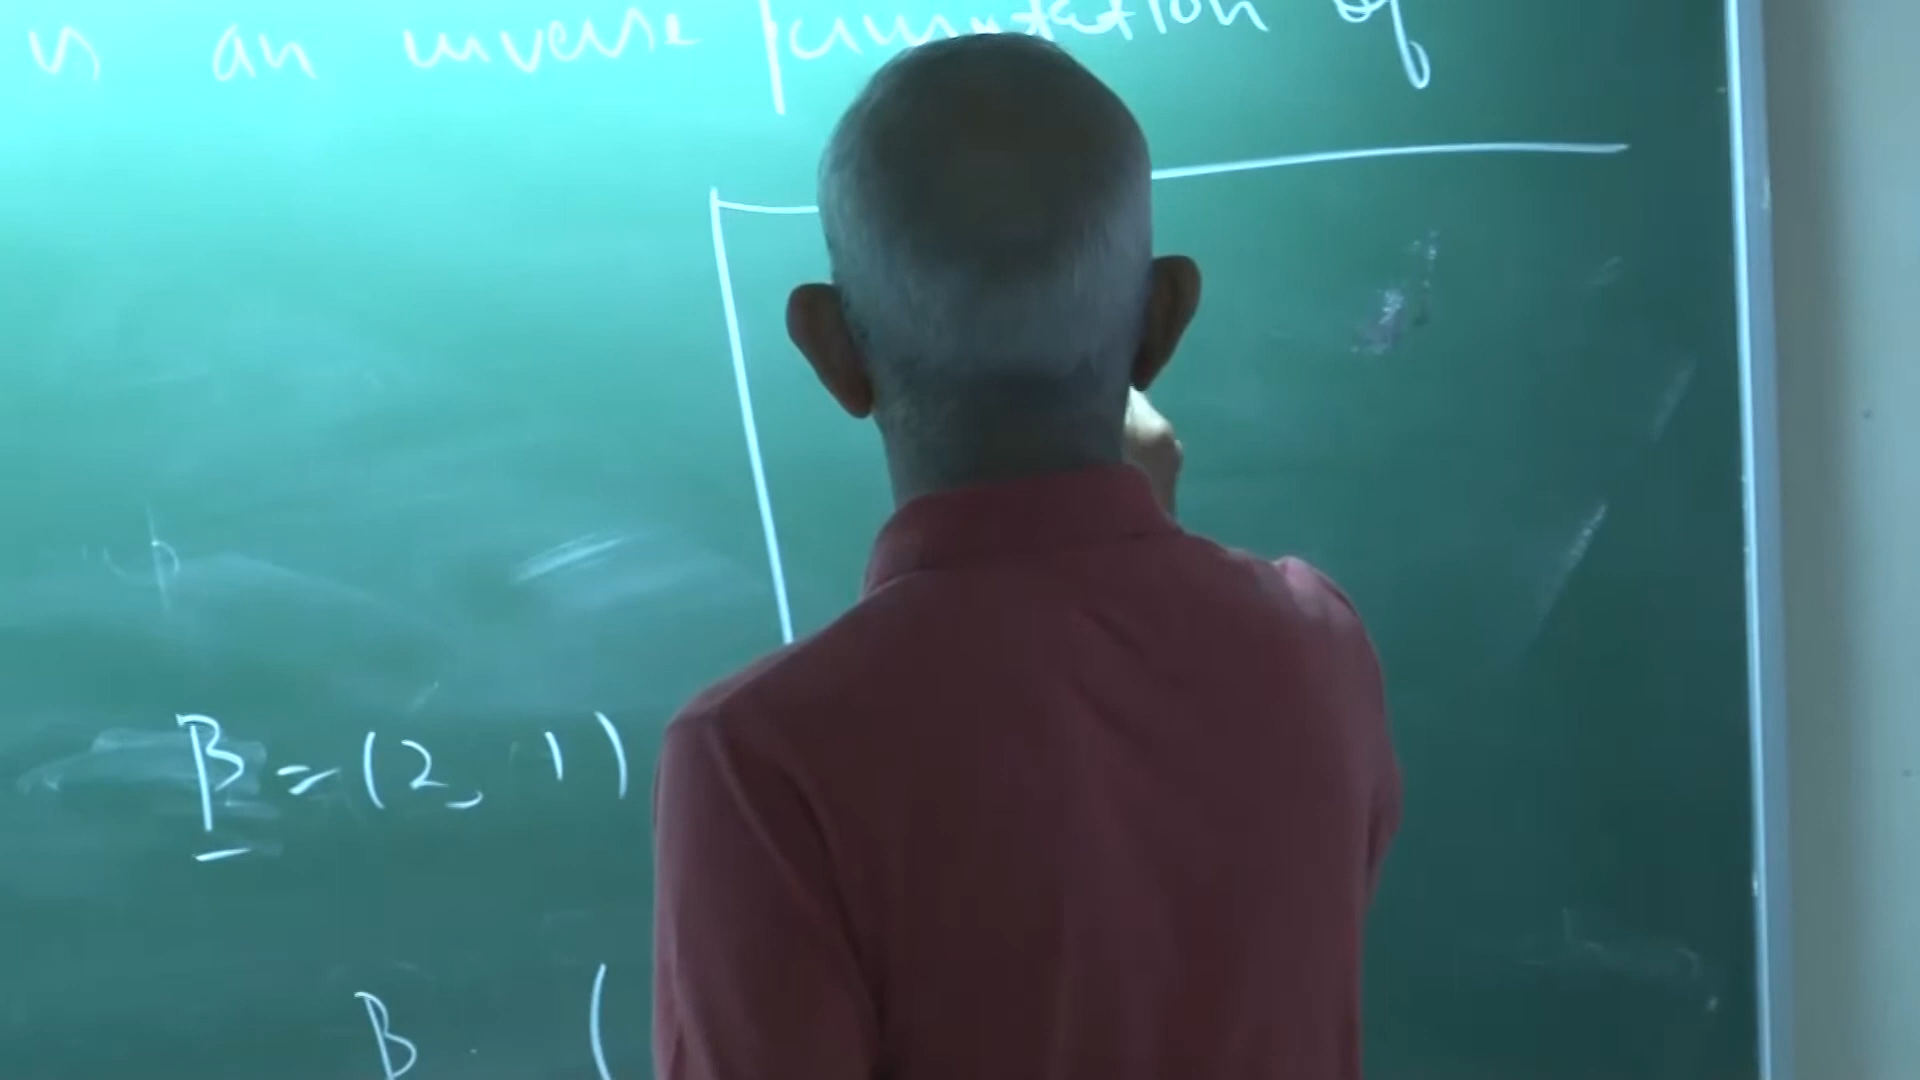 is an inverse permutation of
B = (2, 1)
B (